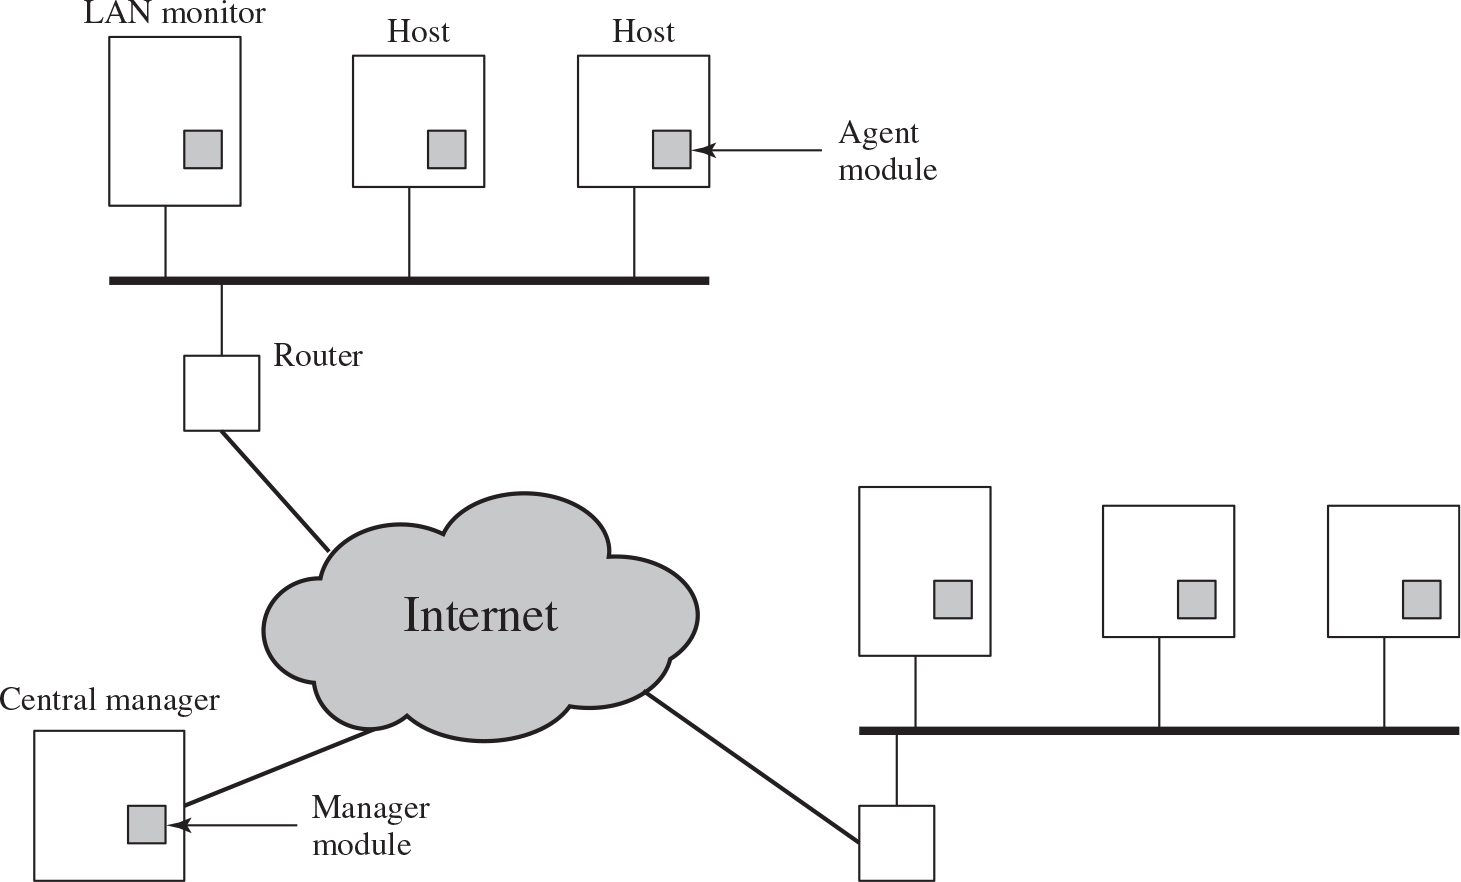 LAN monitor
Host
Host
Agent
module
Router
Internet
Central manager
Manager
module